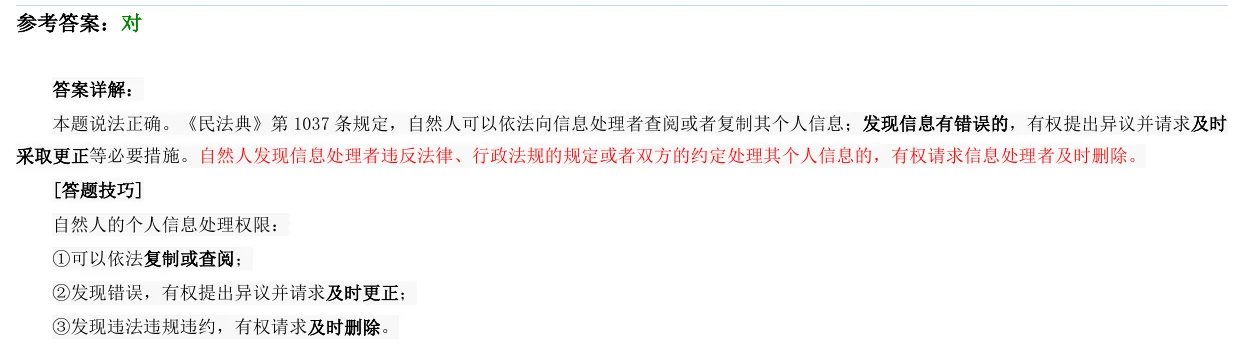 参考答案：对
答案详解：
本题说法正确。《民法典》第 1037 条规定，自然人可以依法向信息处理者查阅或者复制其个人信息；发现信息有错误的，有权提出异议并请求及时
采取更正等必要措施。自然人发现信息处理者违反法律、行政法规的规定或者双方的约定处理其个人信息的，有权请求信息处理者及时删除。
[答题技巧]
自然人的个人信息处理权限：
①可以依法复制或查阅；
②发现错误，有权提出异议并请求及时更正；
③发现违法违规违约，有权请求及时删除。